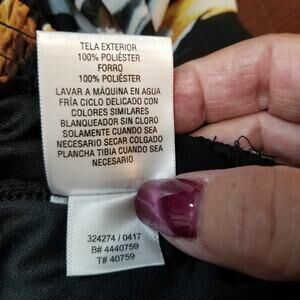 TELA EXTERIOR
100% POLIÉSTER
FORRO
100% POLIÉSTER
LAVAR A MÁQUINA EN AGUA
FRÍA CICLO DELICADO CON
COLORES SIMILARES
BLANQUEADOR SIN CLORO
SOLAMENTE CUANDO SEA
NECESARIO SECAR COLGADO
PLANCHA TIBIA CUANDO SEA
NECESARIO
324274 / 0417
B# 4440759
T# 40759